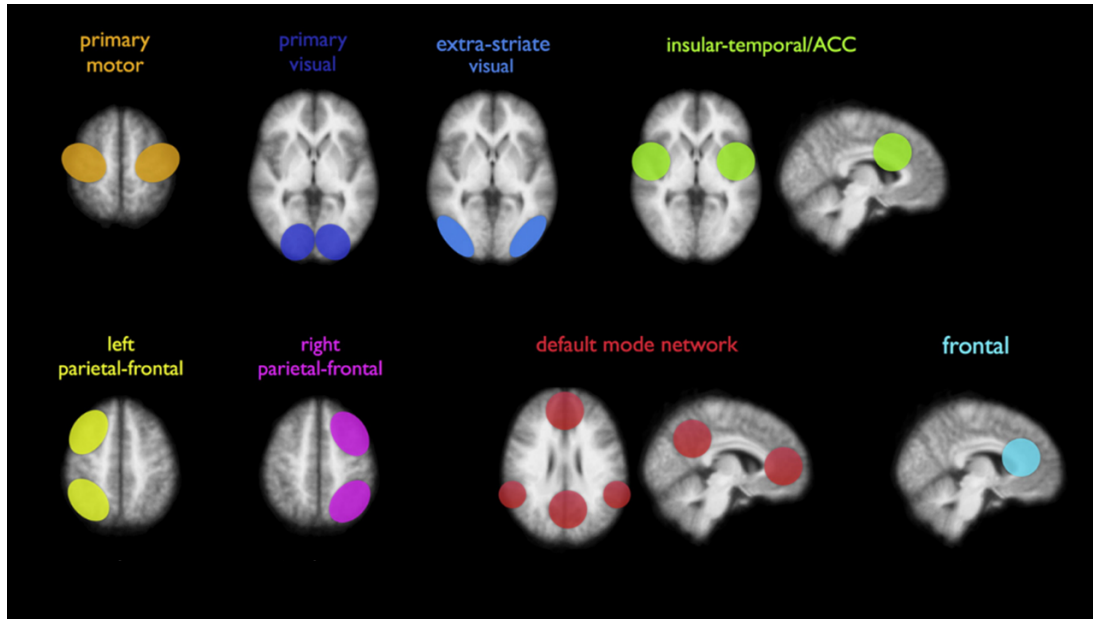 primary
motor
primary
visual
extra-striate
visual
insular-temporal/ACC
left
parietal-frontal
right
parietal-frontal
default mode network
frontal